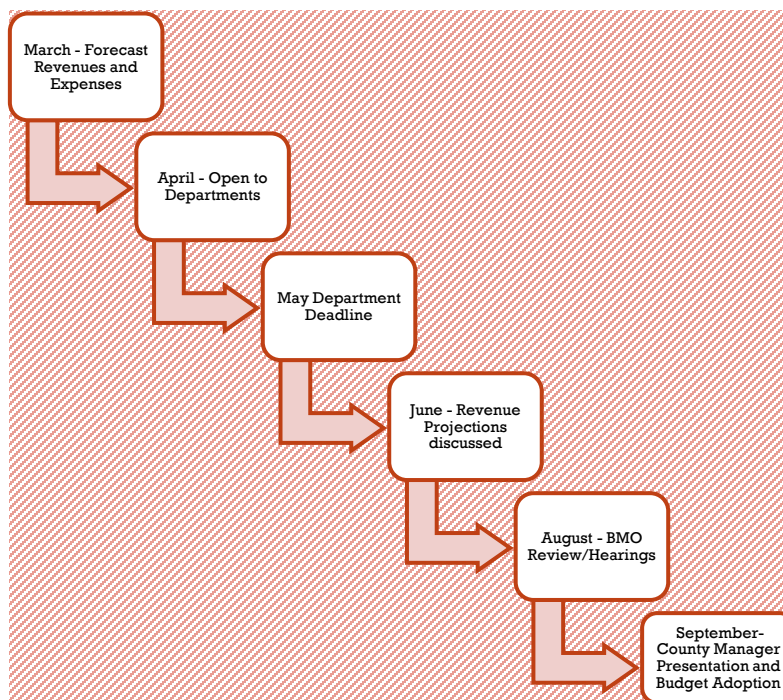 March - Forecast
Revenues and
Expenses
April - Open to
Departments
May Department
Deadline
June - Revenue
Projections
discussed
August - BMO
Review/Hearings
September-
County Manager
Presentation and
Budget Adoption